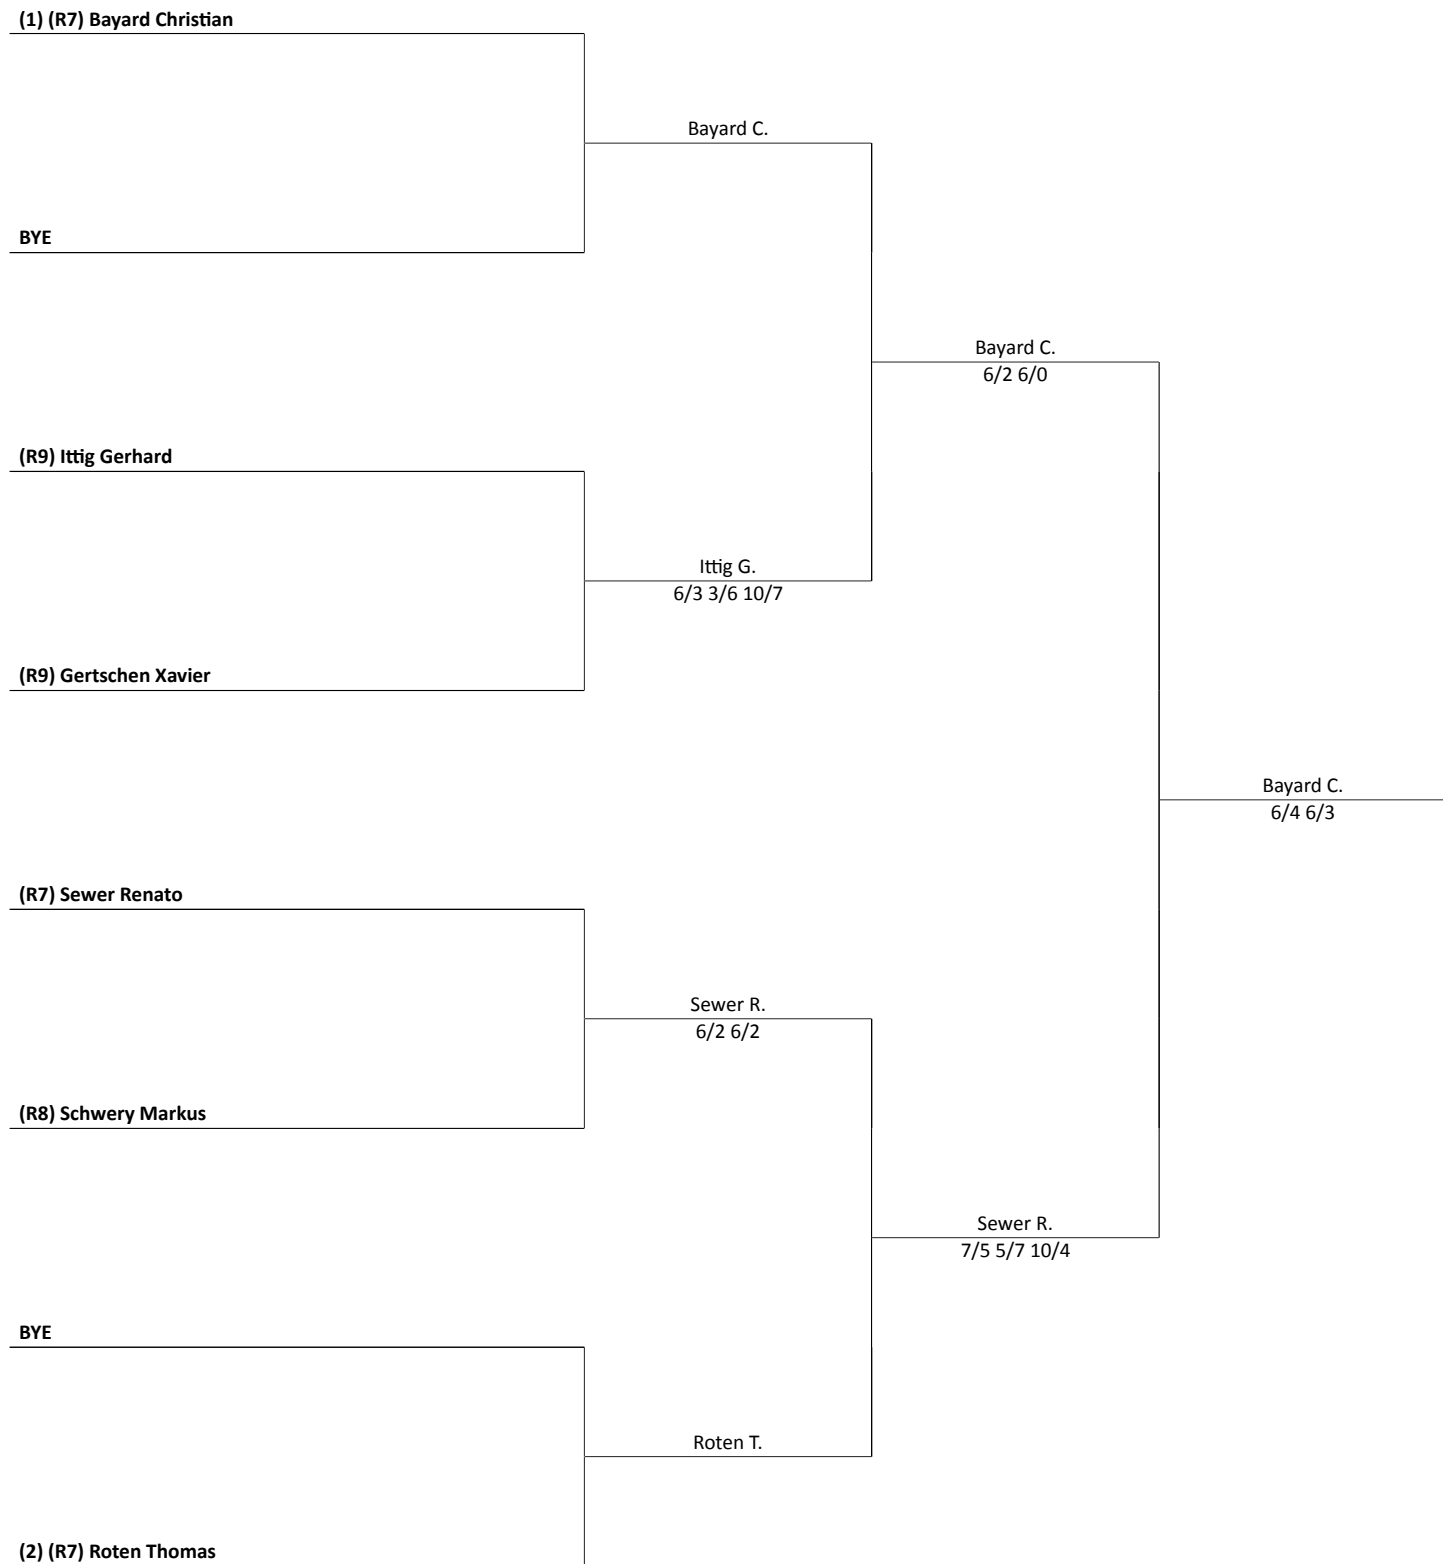 (1) (R7) Bayard Christian
Bayard C.
BYE
Bayard C.
6/2 6/0
(R9) Ittig Gerhard
Ittig G.
6/3 3/6 10/7
(R9) Gertschen Xavier
Bayard C.
6/4 6/3
(R7) Sewer Renato
Sewer R.
6/2 6/2
(R8) Schwery Markus
Sewer R.
7/5 5/7 10/4
BYE
Roten T.
(2) (R7) Roten Thomas